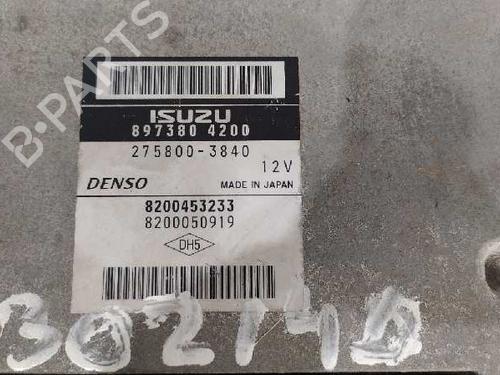 ISUZU
897380 4200
275800-3840
12V
DENSO MADE IN JAPAN
8200453233
8200050919
DH5
B-PARTS